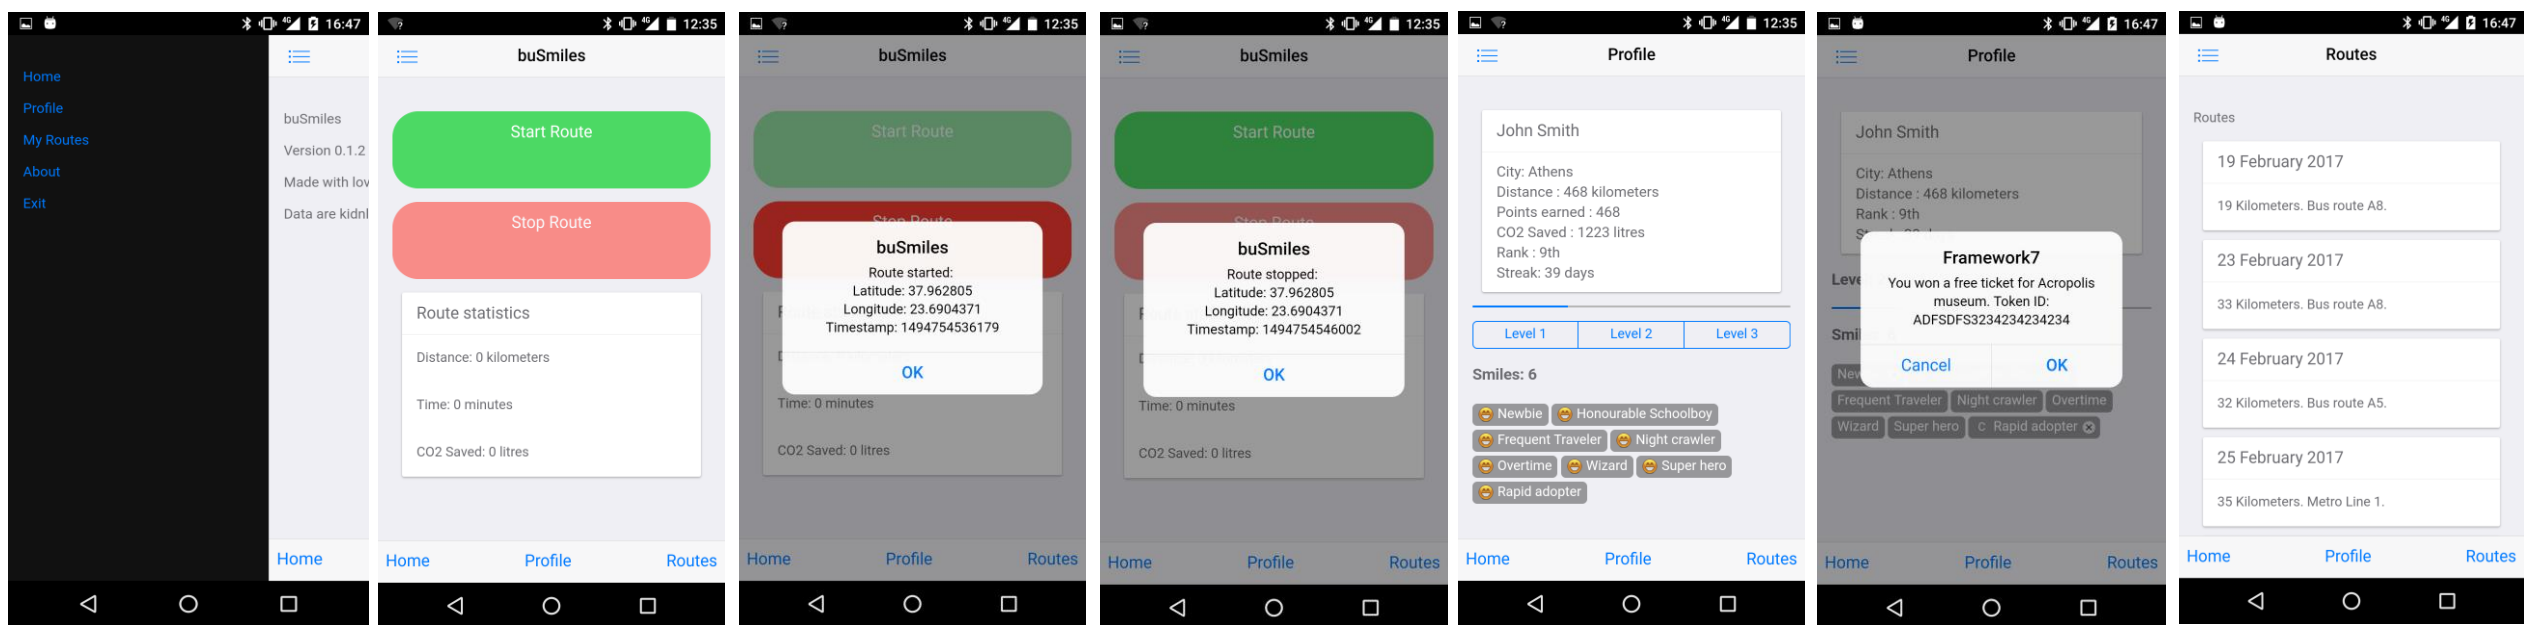 16:47
Home
Profile
My Routes
About
Exit
buSmiles
Version 0.1.2
Made with lov
Data are kidnl
Home
12:35
buSmiles
Start Route
Stop Route
Route statistics
Distance: 0 kilometers
Time: 0 minutes
CO2 Saved: 0 litres
Home Profile Routes
12:35
buSmiles
Start Route
Stop Route
buSmiles
Route started:
Latitude: 37.962805
Longitude: 23.6904371
Timestamp: 1494754536179
OK
Time: 0 minutes
CO2 Saved: 0 litres
Home Profile Routes
12:35
buSmiles
Start Route
Stop Route
buSmiles
Route stopped:
Latitude: 37.962805
Longitude: 23.6904371
Timestamp: 1494754546002
OK
Time: 0 minutes
CO2 Saved: 0 litres
Home Profile Routes
12:35
Profile
John Smith
City: Athens
Distance : 468 kilometers
Points earned : 468
CO2 Saved : 1223 litres
Rank : 9th
Streak: 39 days
Level 1 Level 2 Level 3
Smiles: 6
Newbie Honourable Schoolboy
Frequent Traveler Night crawler
Overtime Wizard Super hero
Rapid adopter
Home Profile Routes
16:47
Profile
John Smith
City: Athens
Distance : 468 kilometers
Rank : 9th
Framework7
You won a free ticket for Acropolis
museum. Token ID:
ADFSDFS3234234234234
Cancel OK
Leve
Smil
New
Frequent Traveler Night crawler Overtime
Wizard Super hero C Rapid adopter
Home Profile Routes
16:47
Routes
Routes
19 February 2017
19 Kilometers. Bus route A8.
23 February 2017
33 Kilometers. Bus route A8.
24 February 2017
32 Kilometers. Bus route A5.
25 February 2017
35 Kilometers. Metro Line 1.
Home Profile Routes